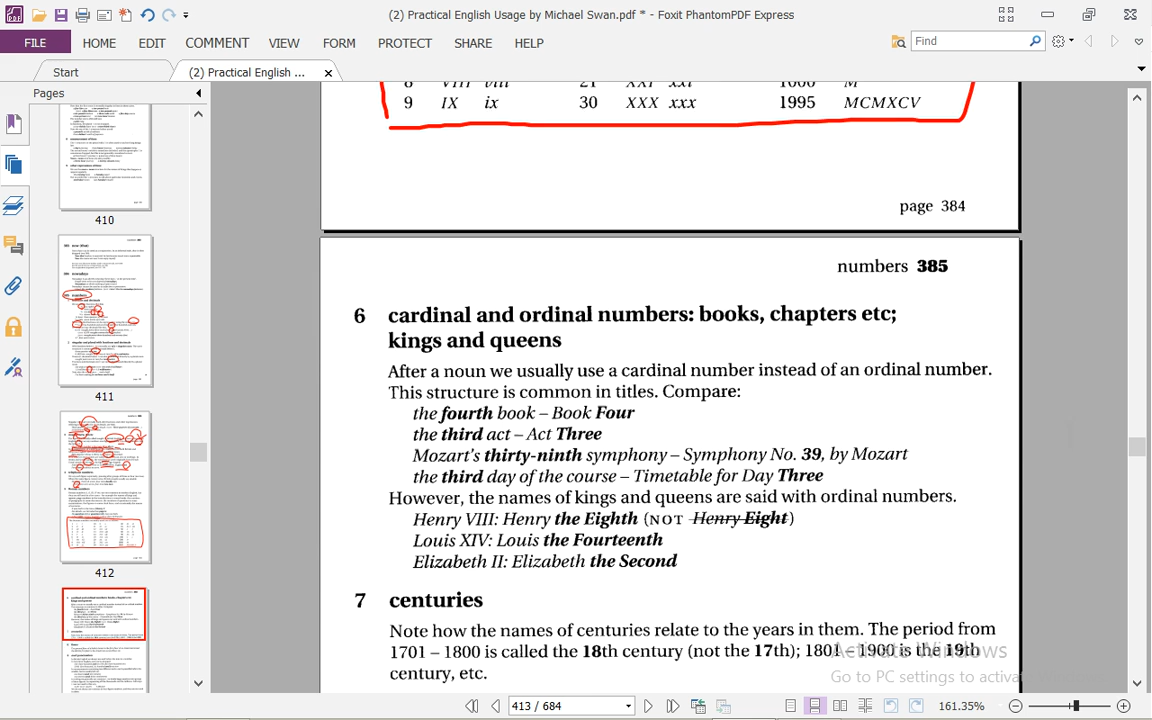 (2) Practical English Usage by Michael Swan.pdf * - Foxit PhantomPDF Express
FILE HOME EDIT COMMENT VIEW FORM PROTECT SHARE HELP
Find
Start
(2) Practical English ...
Pages
410
411
412
8 VIII viii 21 XXI xxi 1000 M
9 IX ix 30 XXX xxx 1995 MCMXCV
page 384
numbers 385
6 cardinal and ordinal numbers: books, chapters etc;
kings and queens
After a noun we usually use a cardinal number instead of an ordinal number.
This structure is common in titles. Compare:
the fourth book – Book Four
the third act – Act Three
Mozart's thirty-ninth symphony – Symphony No. 39, by Mozart
the third day of the course – Timetable for Day Three
However, the names of kings and queens are said with ordinal numbers.
Henry VIII: Henry the Eighth (NOT Henry Eight)
Louis XIV: Louis the Fourteenth
Elizabeth II: Elizabeth the Second
7 centuries
Note how the names of centuries relate to the years in them. The period from
1701 – 1800 is called the 18th century (not the 17th); 1801 – 1900 is the 19th
century, etc.
Activate Windows
Go to PC settings to activa
413 / 684
161.35%